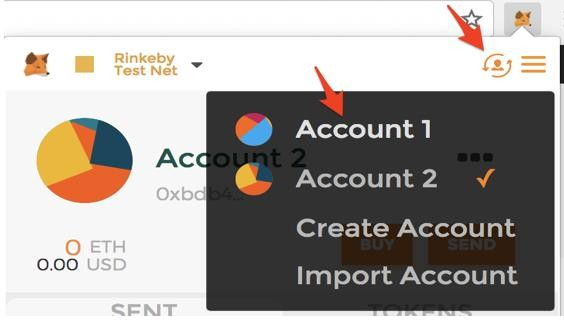 Rinkeby
Test Net
Account 1
Account 2
0xbdb4...
Account 2
Create Account
0 ETH
0.00 USD
BUY
SEND
Import Account
SENT
TOKENS